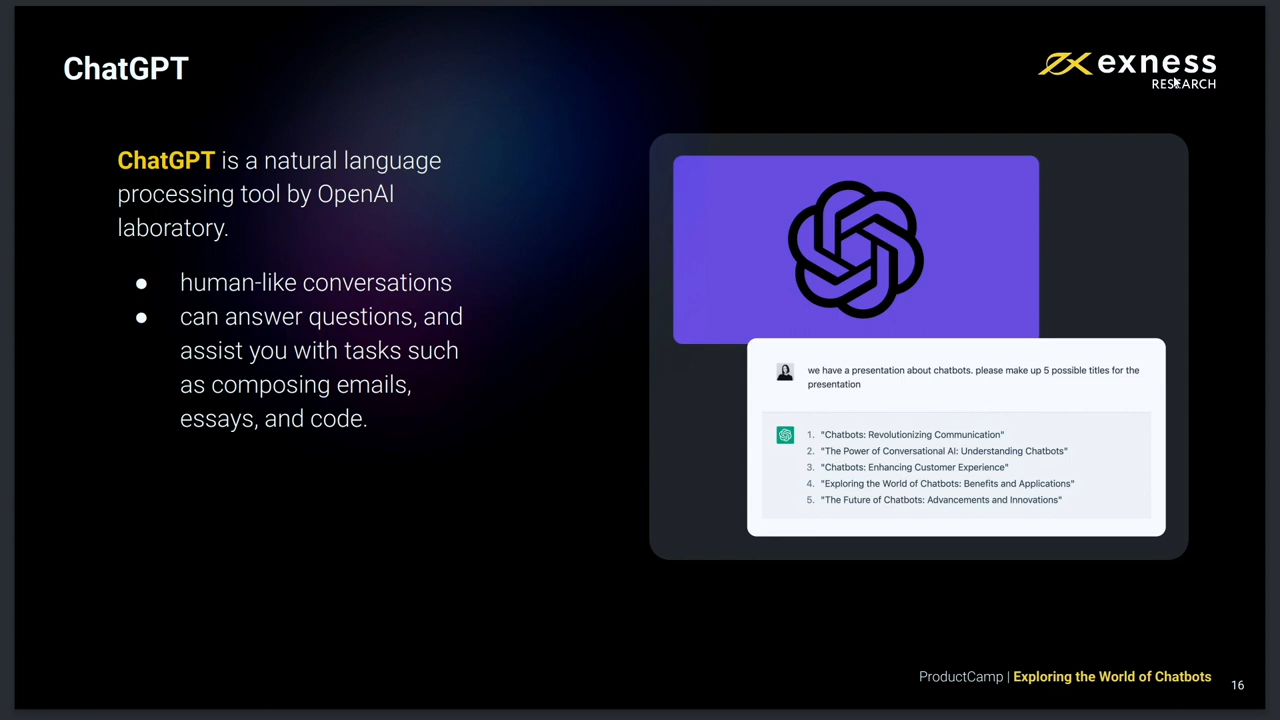 ChatGPT
exness
RESEARCH
ChatGPT is a natural language
processing tool by OpenAI
laboratory.
● human-like conversations
● can answer questions, and
assist you with tasks such
as composing emails,
essays, and code.
we have a presentation about chatbots. please make up 5 possible titles for the
presentation
1. "Chatbots: Revolutionizing Communication"
2. "The Power of Conversational AI: Understanding Chatbots"
3. "Chatbots: Enhancing Customer Experience"
4. "Exploring the World of Chatbots: Benefits and Applications"
5. "The Future of Chatbots: Advancements and Innovations"
ProductCamp | Exploring the World of Chatbots
16